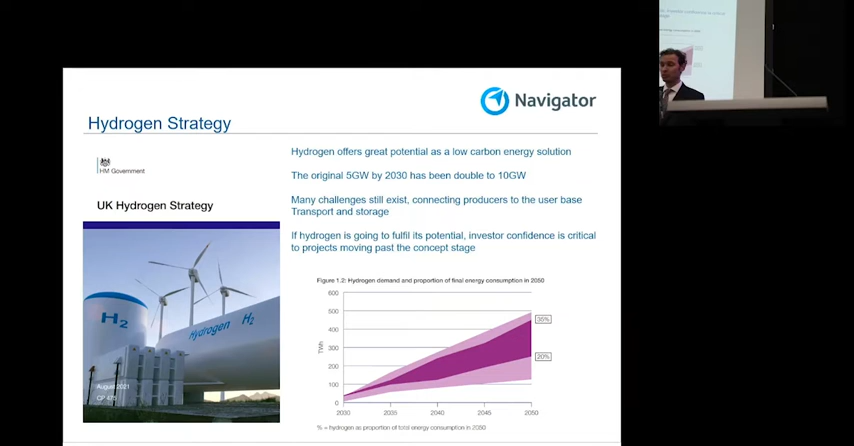 Navigator
Hydrogen Strategy
HM Government
UK Hydrogen Strategy
H2
Hydrogen H2
August 2021
CP 475
Hydrogen offers great potential as a low carbon energy solution
The original 5GW by 2030 has been double to 10GW
Many challenges still exist, connecting producers to the user base
Transport and storage
If hydrogen is going to fulfil its potential, investor confidence is critical
to projects moving past the concept stage
Figure 1.2: Hydrogen demand and proportion of final energy consumption in 2050
TWh
600
500
400
300
200
100
0
35%
20%
2030 2035 2040 2045 2050
% = hydrogen as proportion of total energy consumption in 2050